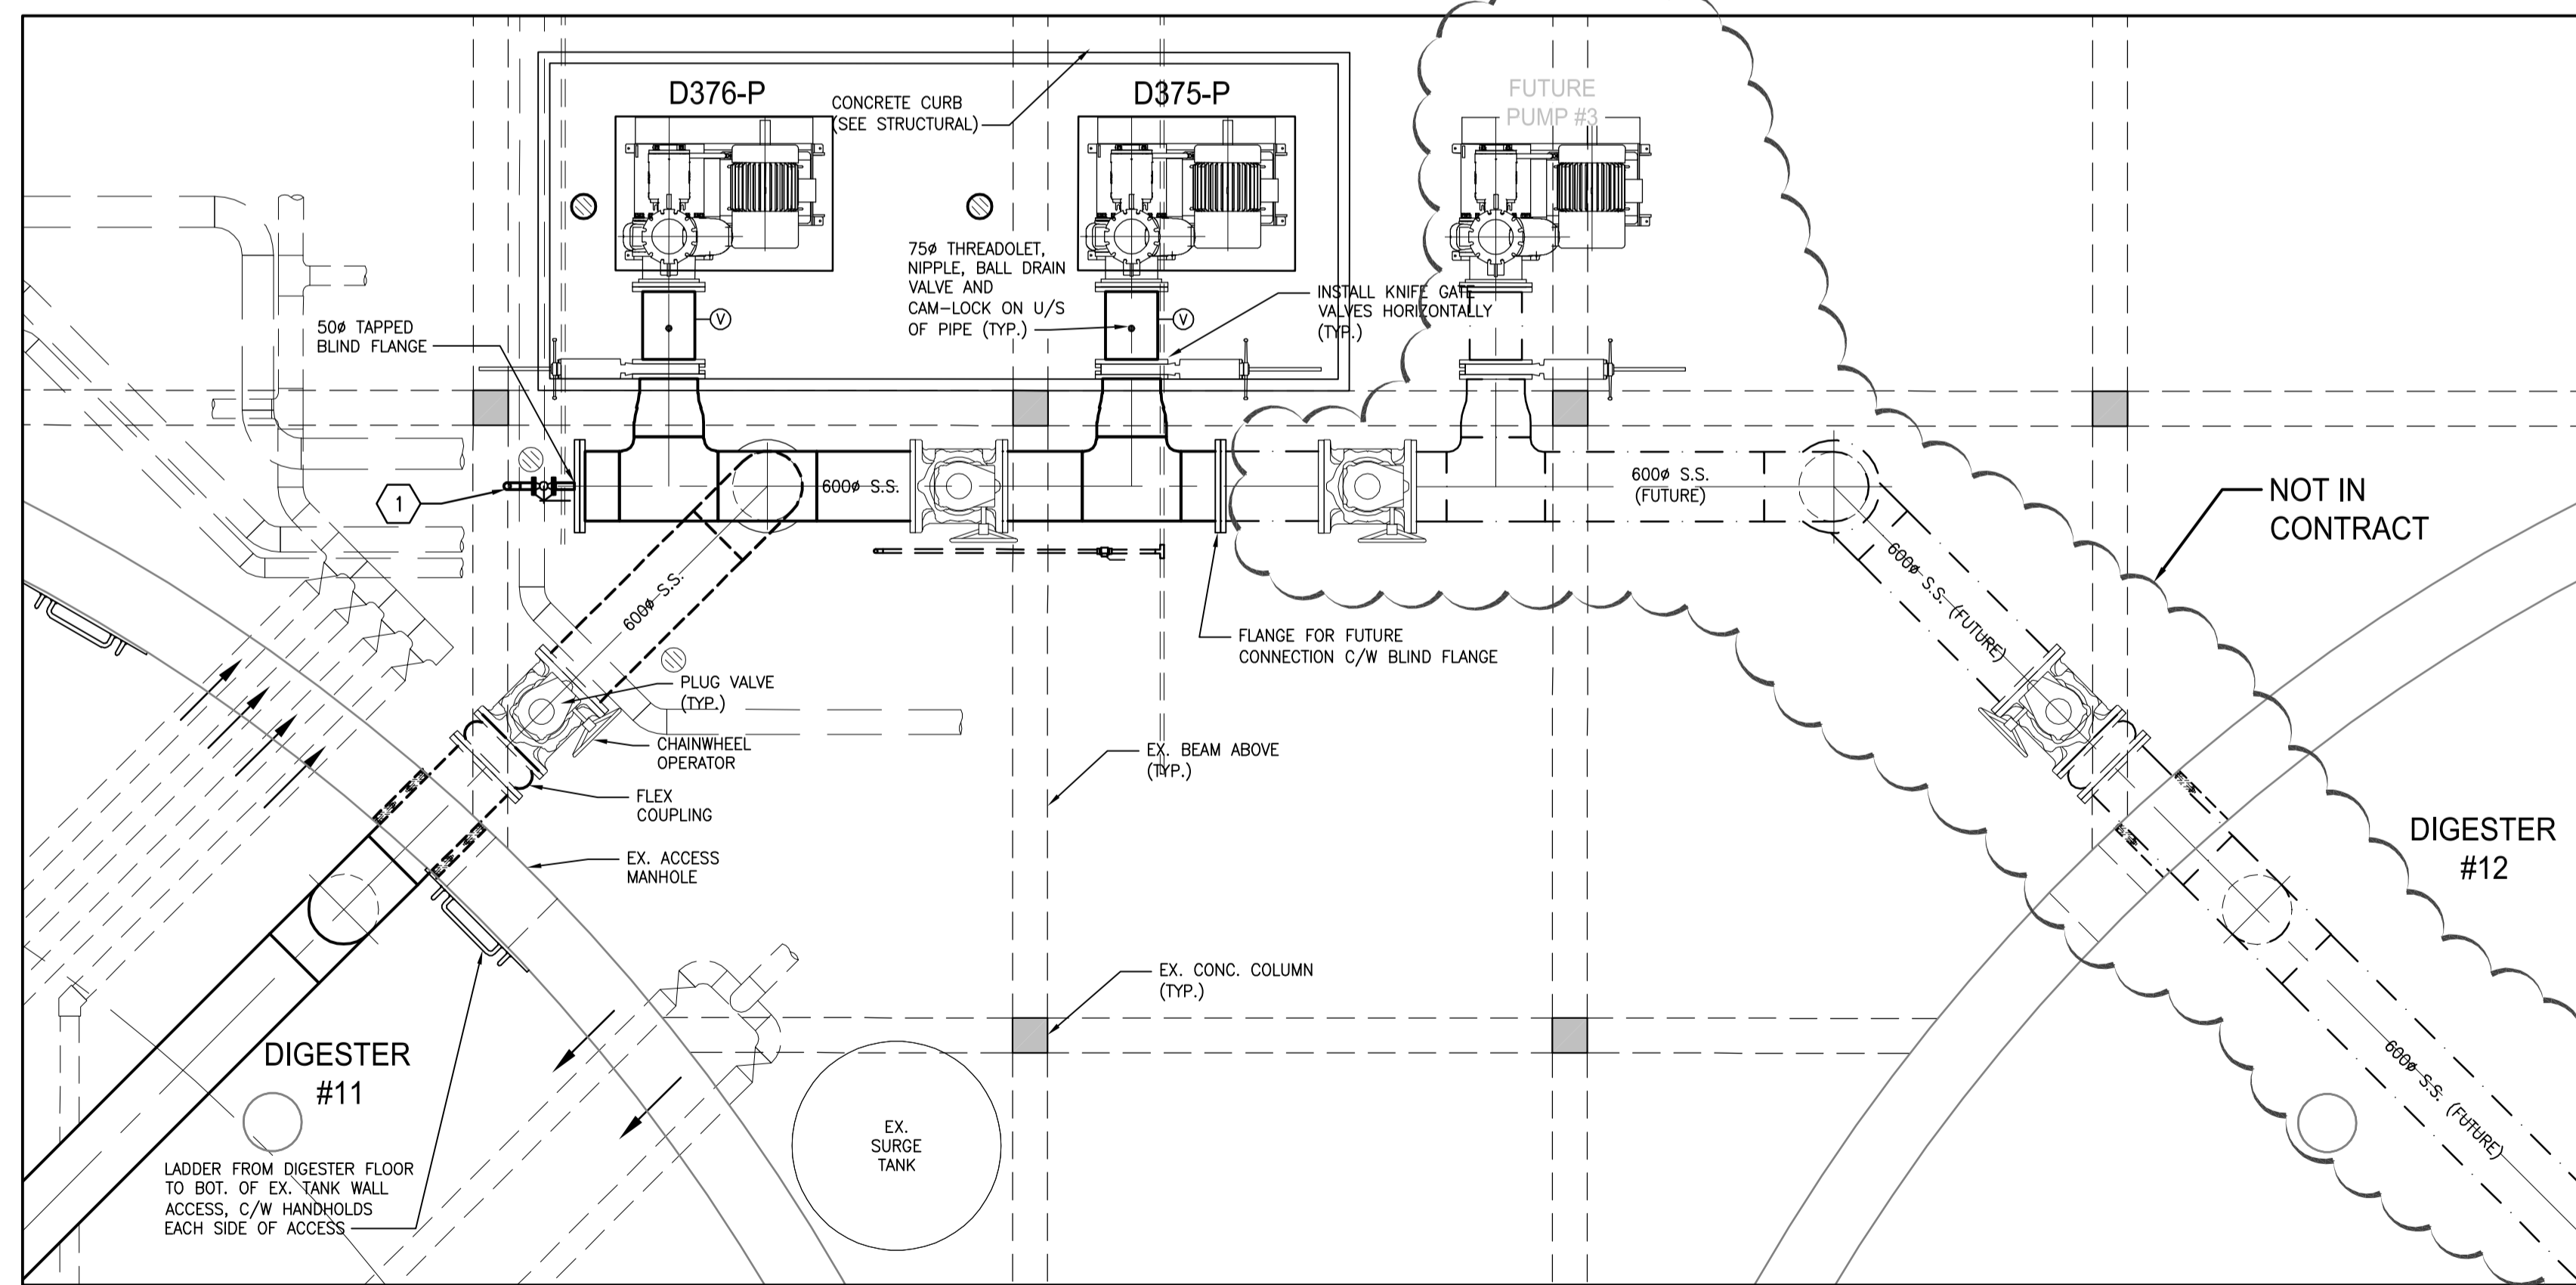 D376-P
CONCRETE CURB
(SEE STRUCTURAL)
D375-P
FUTURE
PUMP #3
75ø THREADOLET,
NIPPLE, BALL DRAIN
VALVE AND
CAM-LOCK ON U/S
OF PIPE (TYP.)
V
V
INSTALL KNIFE GATE
VALVES HORIZONTALLY
(TYP.)
50ø TAPPED
BLIND FLANGE
1
600ø S.S.
600ø S.S.
(FUTURE)
NOT IN
CONTRACT
600ø S.S.
600ø S.S. (FUTURE)
FLANGE FOR FUTURE
CONNECTION C/W BLIND FLANGE
PLUG VALVE
(TYP.)
CHAINWHEEL
OPERATOR
EX. BEAM ABOVE
(TYP.)
FLEX
COUPLING
EX. ACCESS
MANHOLE
DIGESTER
#12
EX. CONC. COLUMN
(TYP.)
DIGESTER
#11
600ø S.S. (FUTURE)
EX.
SURGE
TANK
LADDER FROM DIGESTER FLOOR
TO BOT. OF EX. TANK WALL
ACCESS, C/W HANDHOLDS
EACH SIDE OF ACCESS